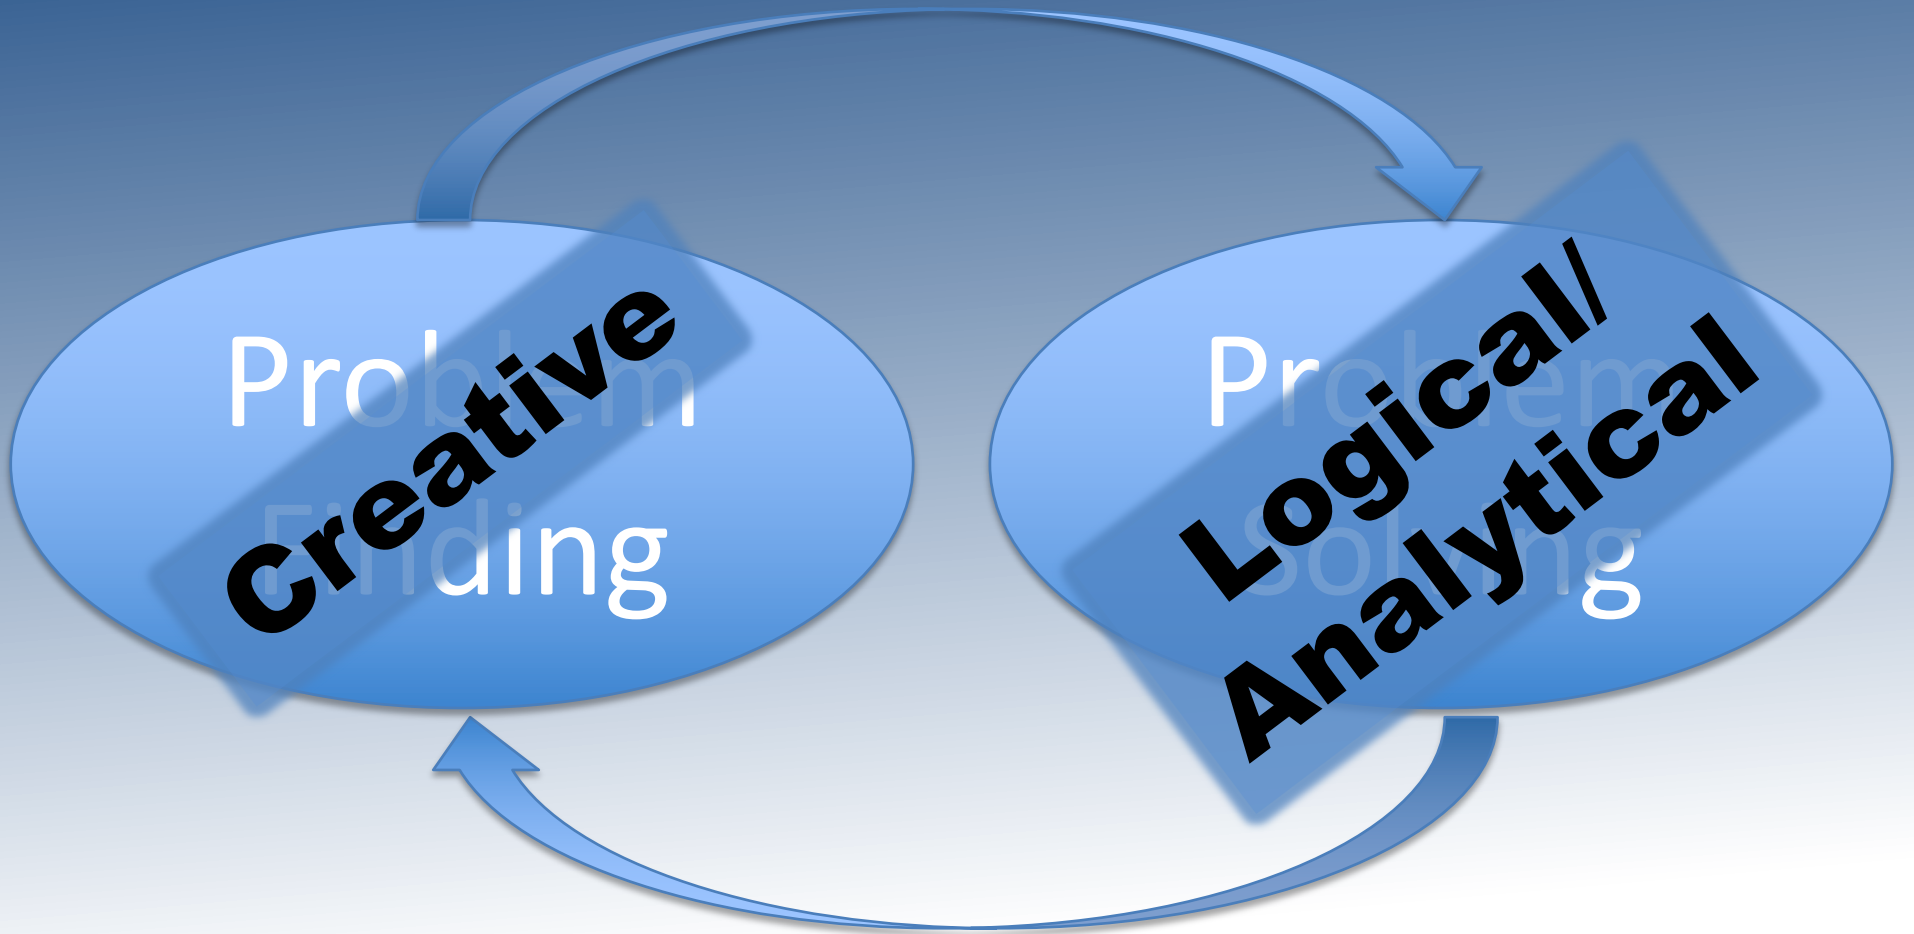 Problem
Finding
Creative
Problem
Solving
Logical/
Analytical